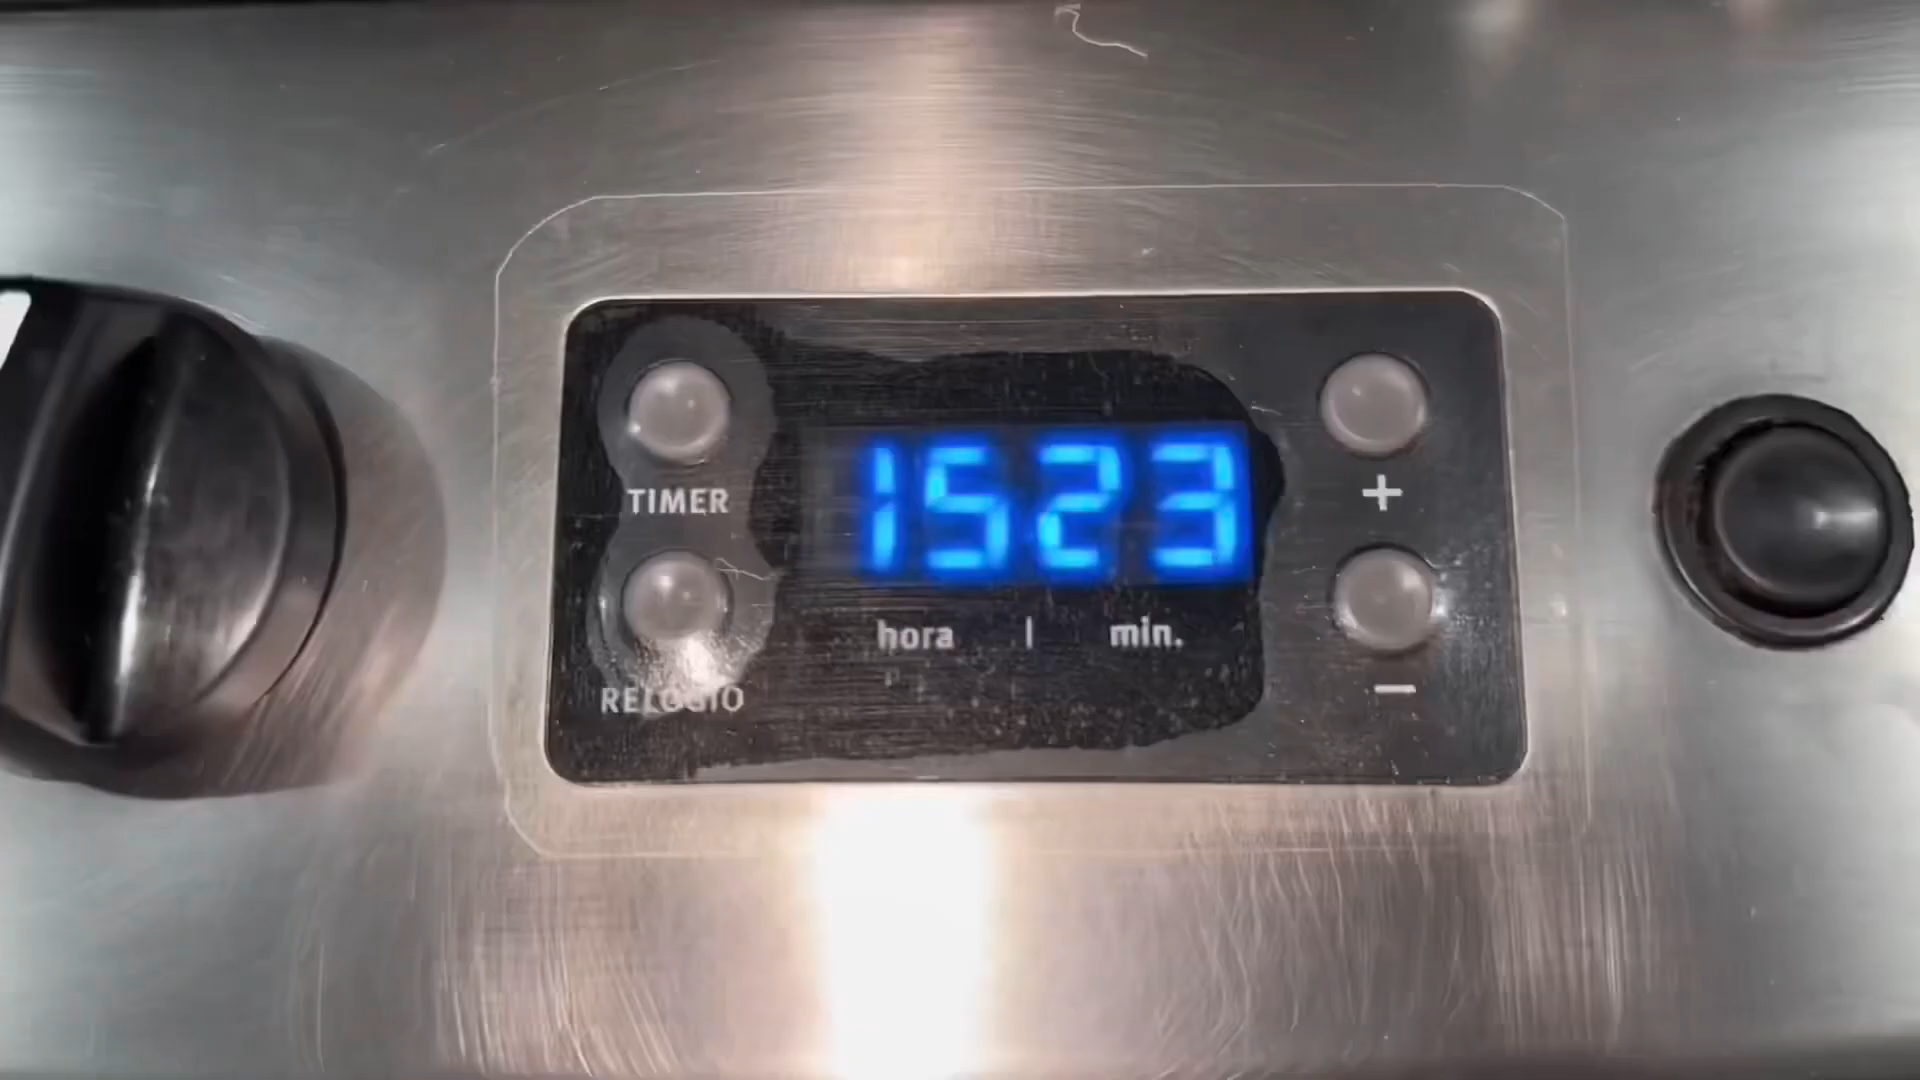 TIMER
1523
+
hora | min.
RELOGIO
−